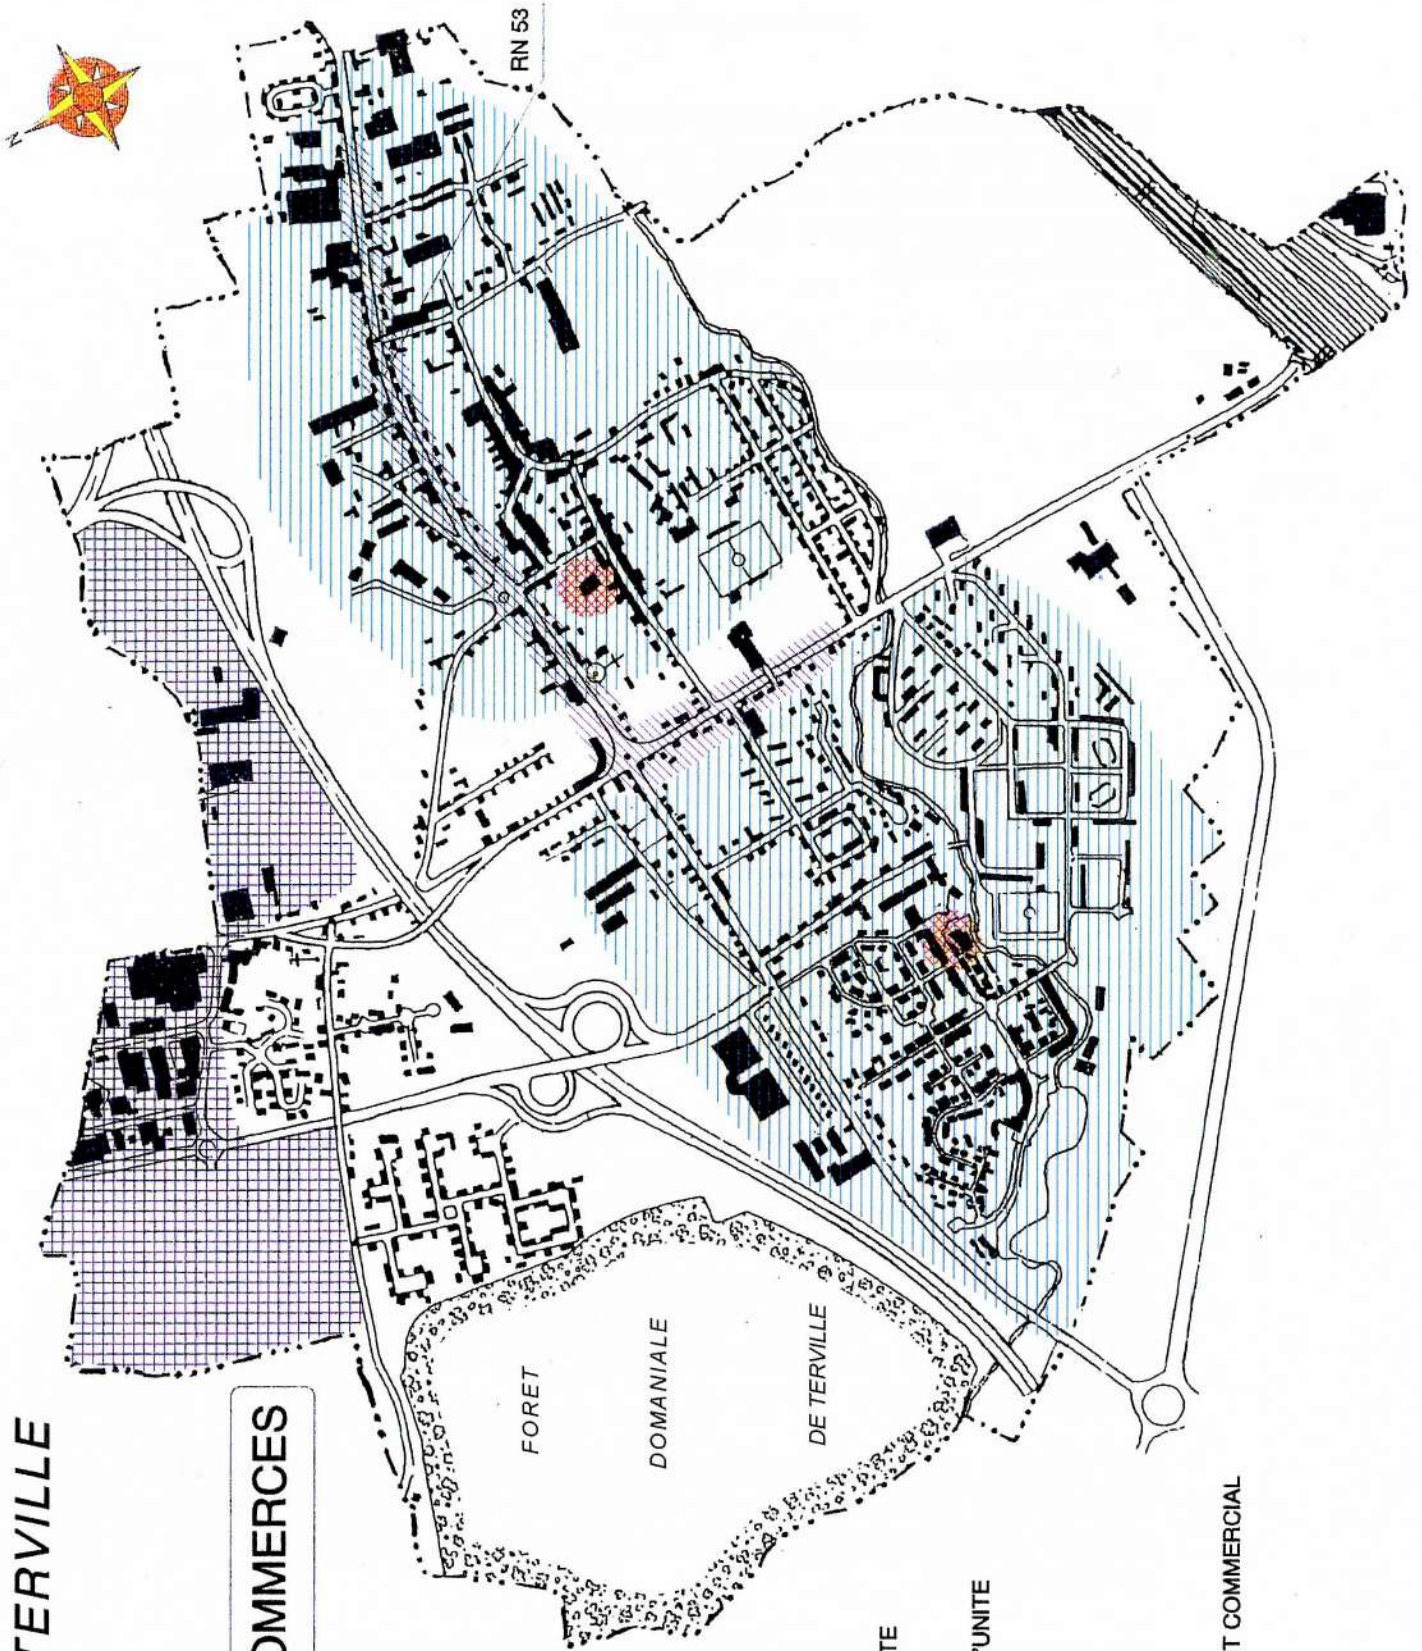 TERVILLE
OMMERCES
N
RN 53
FORET
DOMANIALE
DE TERVILLE
TE
'UNITE
T COMMERCIAL